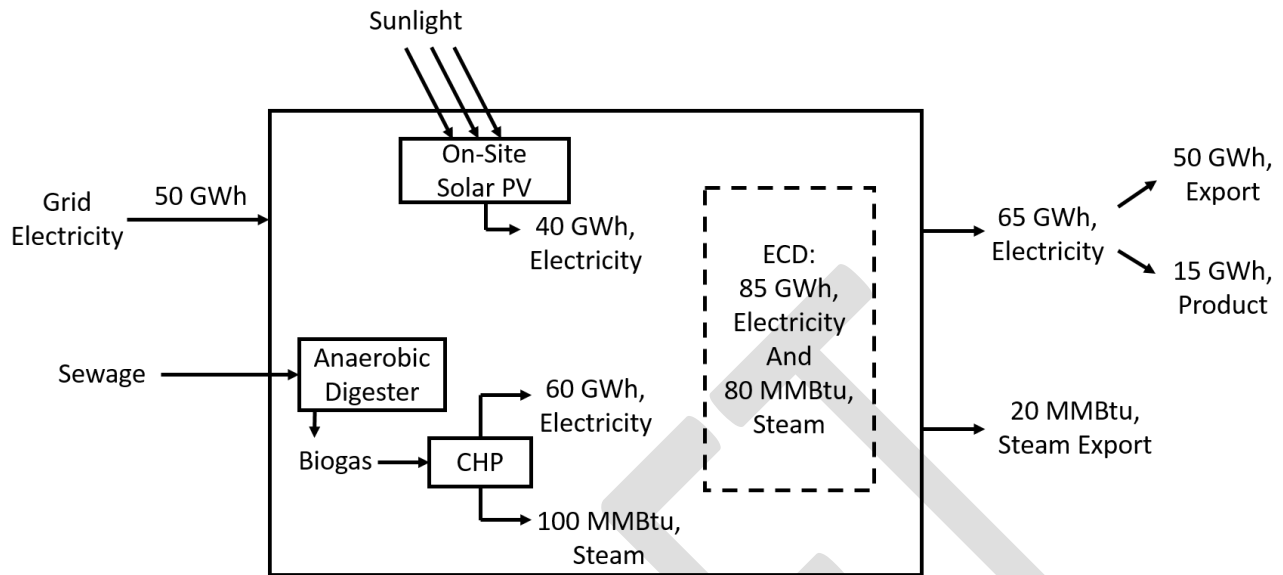 Sunlight
On-Site
Solar PV
40 GWh,
Electricity
Grid
Electricity
50 GWh
Sewage
Anaerobic
Digester
Biogas
CHP
60 GWh,
Electricity
100 MMBtu,
Steam
ECD:
85 GWh,
Electricity
And
80 MMBtu,
Steam
65 GWh,
Electricity
50 GWh,
Export
15 GWh,
Product
20 MMBtu,
Steam Export